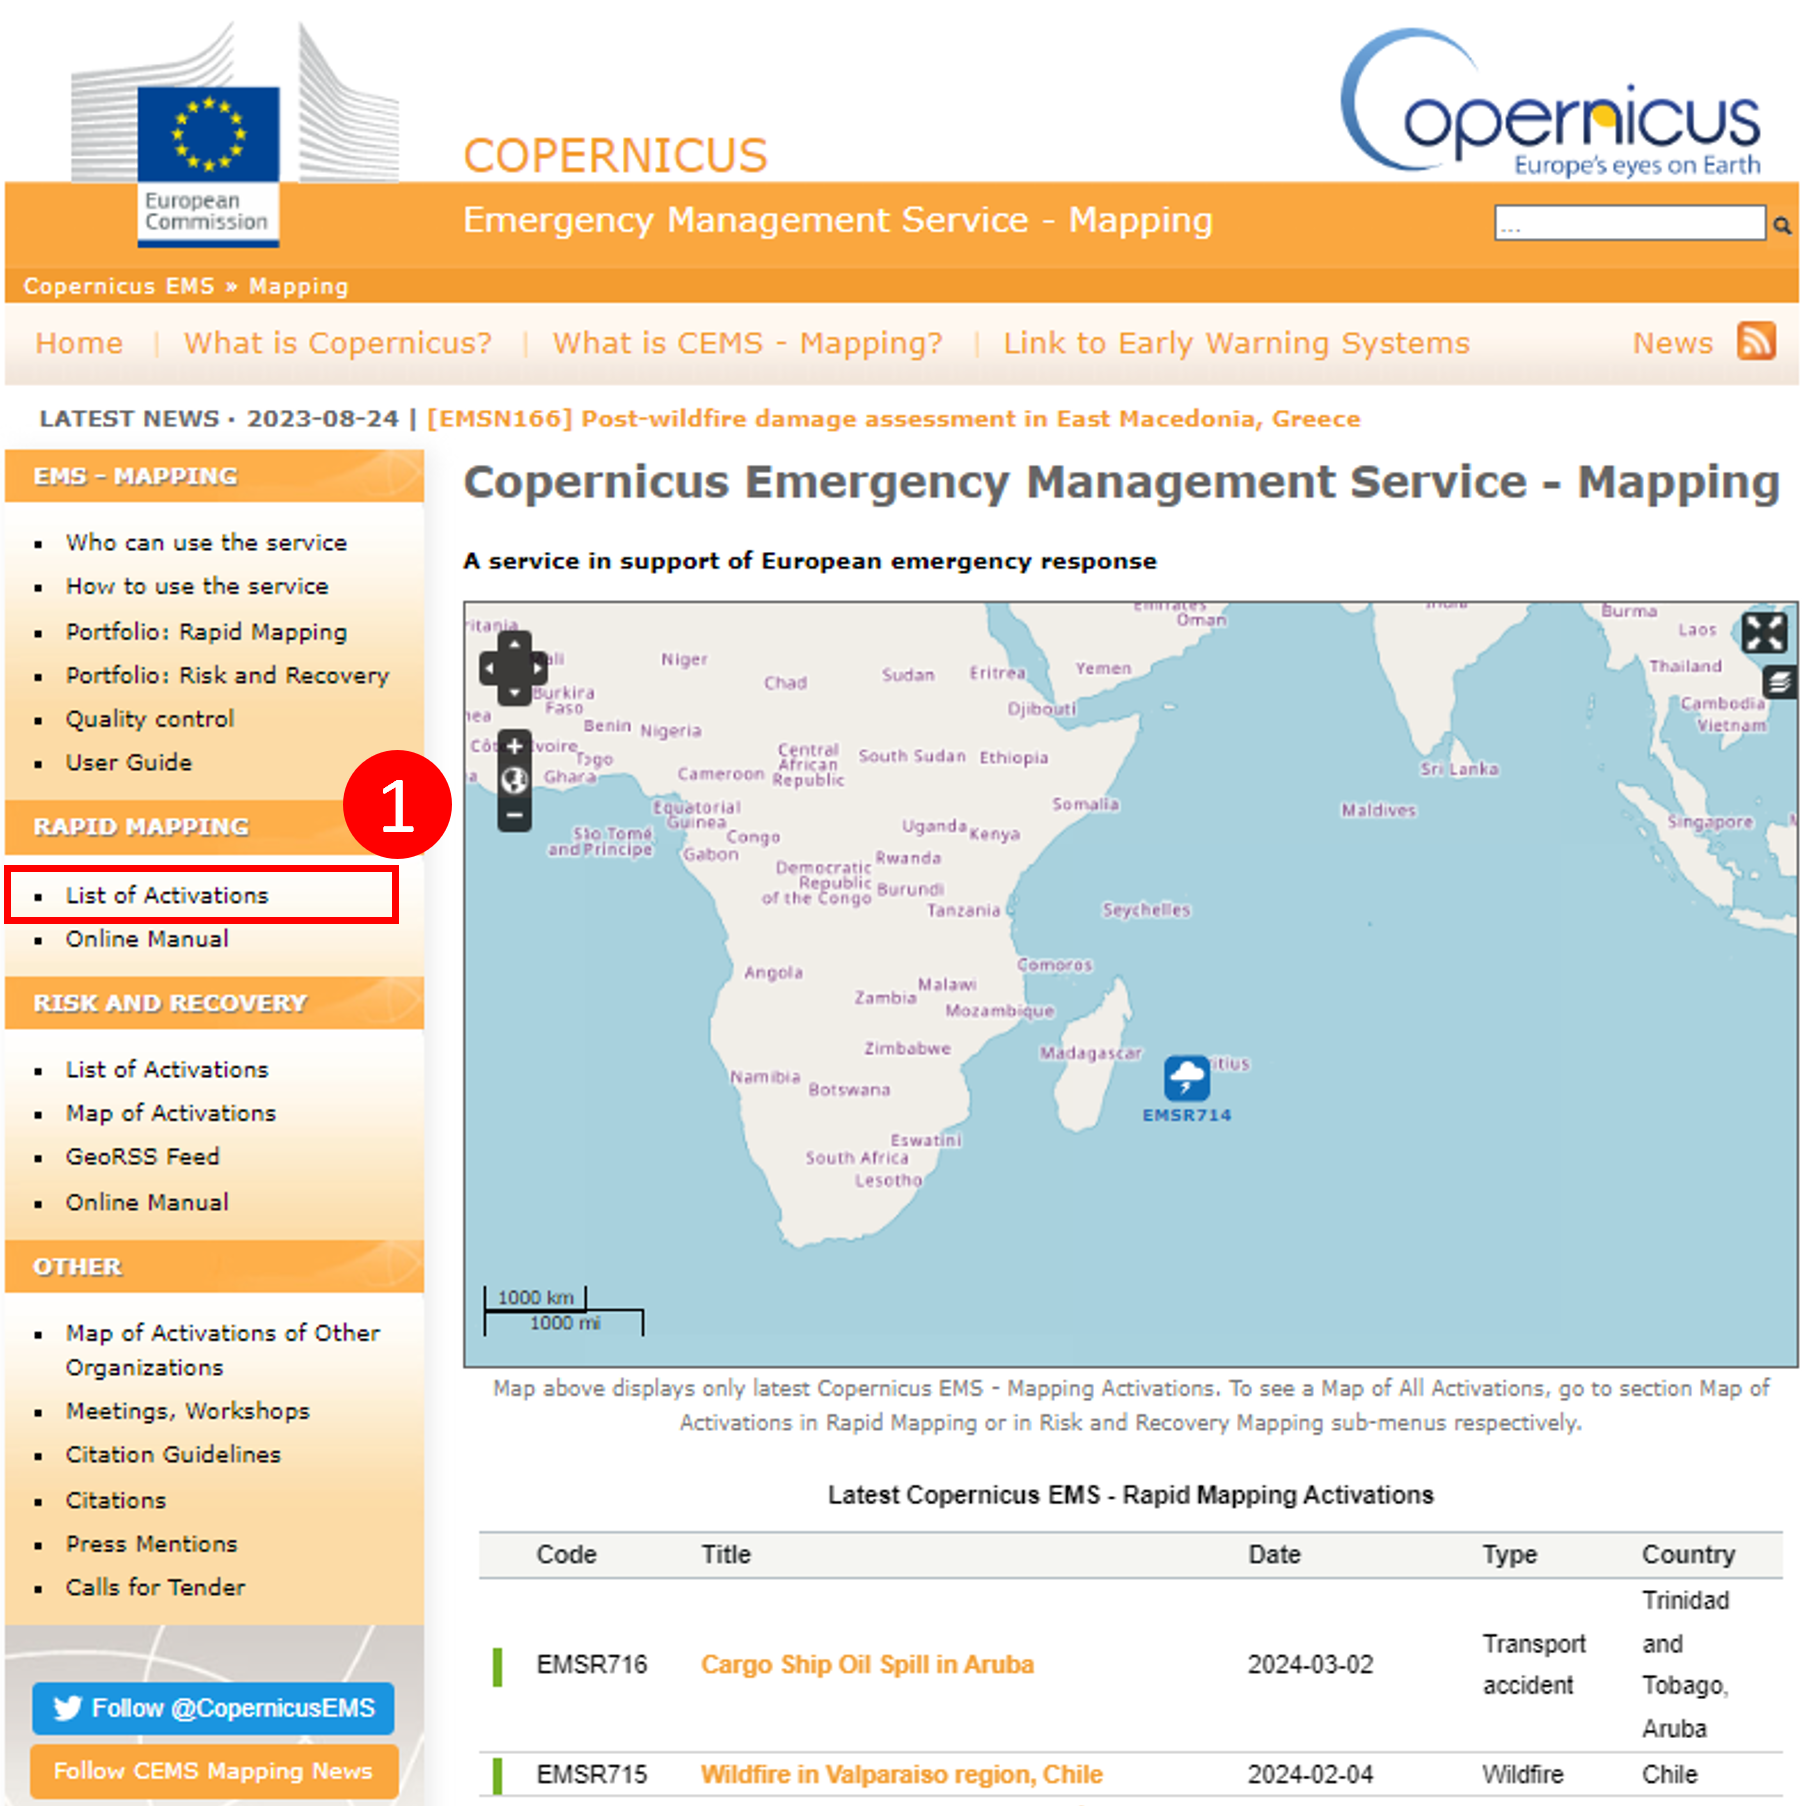 European
Commission
COPERNICUS
Copernicus
Europe's eyes on Earth
Emergency Management Service - Mapping
...
Copernicus EMS » Mapping
Home | What is Copernicus? | What is CEMS - Mapping? | Link to Early Warning Systems
News
LATEST NEWS · 2023-08-24 | [EMSN166] Post-wildfire damage assessment in East Macedonia, Greece
EMS - MAPPING
Who can use the service
How to use the service
Portfolio: Rapid Mapping
Portfolio: Risk and Recovery
Quality control
User Guide
1
RAPID MAPPING
List of Activations
Online Manual
RISK AND RECOVERY
List of Activations
Map of Activations
GeoRSS Feed
Online Manual
OTHER
Map of Activations of Other
Organizations
Meetings, Workshops
Citation Guidelines
Citations
Press Mentions
Calls for Tender
Follow @CopernicusEMS
Follow CEMS Mapping News
Copernicus Emergency Management Service - Mapping
A service in support of European emergency response
Emirates
Oman
Burma
Laos
Thailand
Cambodia
Vietnam
Niger
Chad
Sudan
Eritrea
Yemen
Djibouti
Burkina
Faso
Benin
Nigeria
Togo
Ghana
Central
African
Republic
South Sudan
Ethiopia
Cameroon
Sri Lanka
Somalia
Maldives
Singapore
Equatorial
Guinea
São Tomé
and Príncipe
Congo
Gabon
Uganda
Kenya
Democratic
Republic
of the Congo
Rwanda
Burundi
Tanzania
Seychelles
Comoros
Angola
Malawi
Zambia
Mozambique
Zimbabwe
Madagascar
itius
EMSR714
Namibia
Botswana
Eswatini
South Africa
Lesotho
1000 km
1000 mi
Map above displays only latest Copernicus EMS - Mapping Activations. To see a Map of All Activations, go to section Map of
Activations in Rapid Mapping or in Risk and Recovery Mapping sub-menus respectively.
Latest Copernicus EMS - Rapid Mapping Activations
Code Title Date Type Country
EMSR716 Cargo Ship Oil Spill in Aruba 2024-03-02
Transport
accident
Trinidad
and
Tobago,
Aruba
EMSR715 Wildfire in Valparaiso region, Chile 2024-02-04 Wildfire Chile